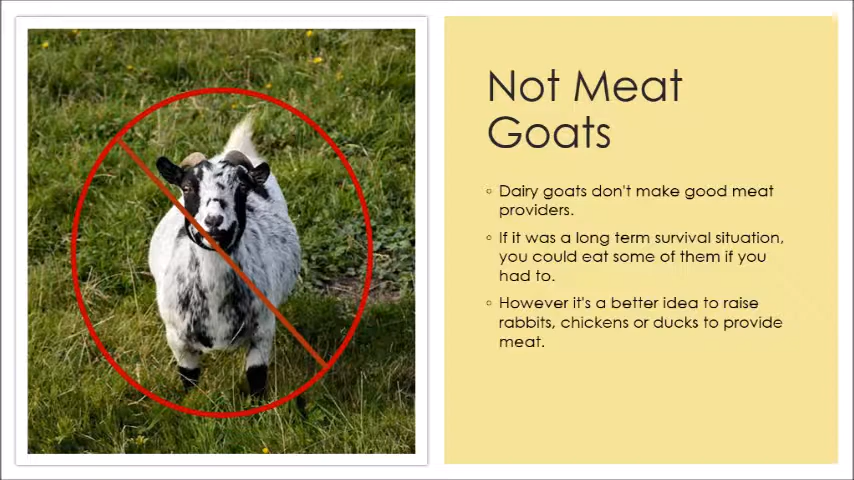 Not Meat
Goats
◦ Dairy goats don't make good meat
providers.
◦ If it was a long term survival situation,
you could eat some of them if you
had to.
◦ However it's a better idea to raise
rabbits, chickens or ducks to provide
meat.